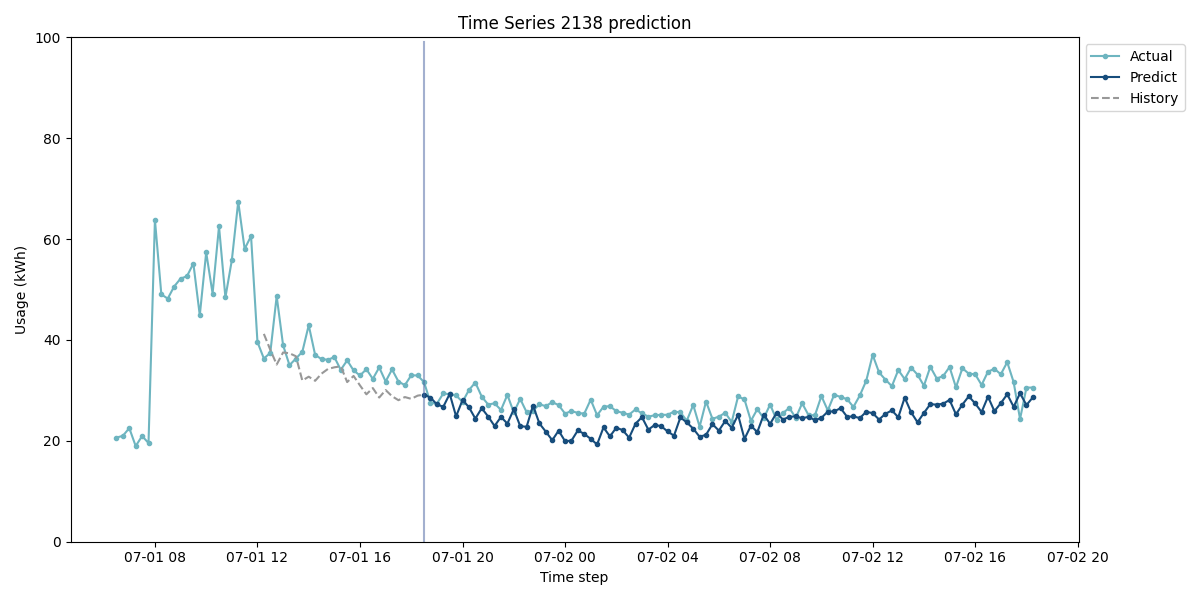 Time Series 2138 prediction
100
80
60
40
20
0
Usage (kWh)
07-01 08
07-01 12
07-01 16
07-01 20
07-02 00
07-02 04
07-02 08
07-02 12
07-02 16
07-02 20
Time step
Actual
Predict
History